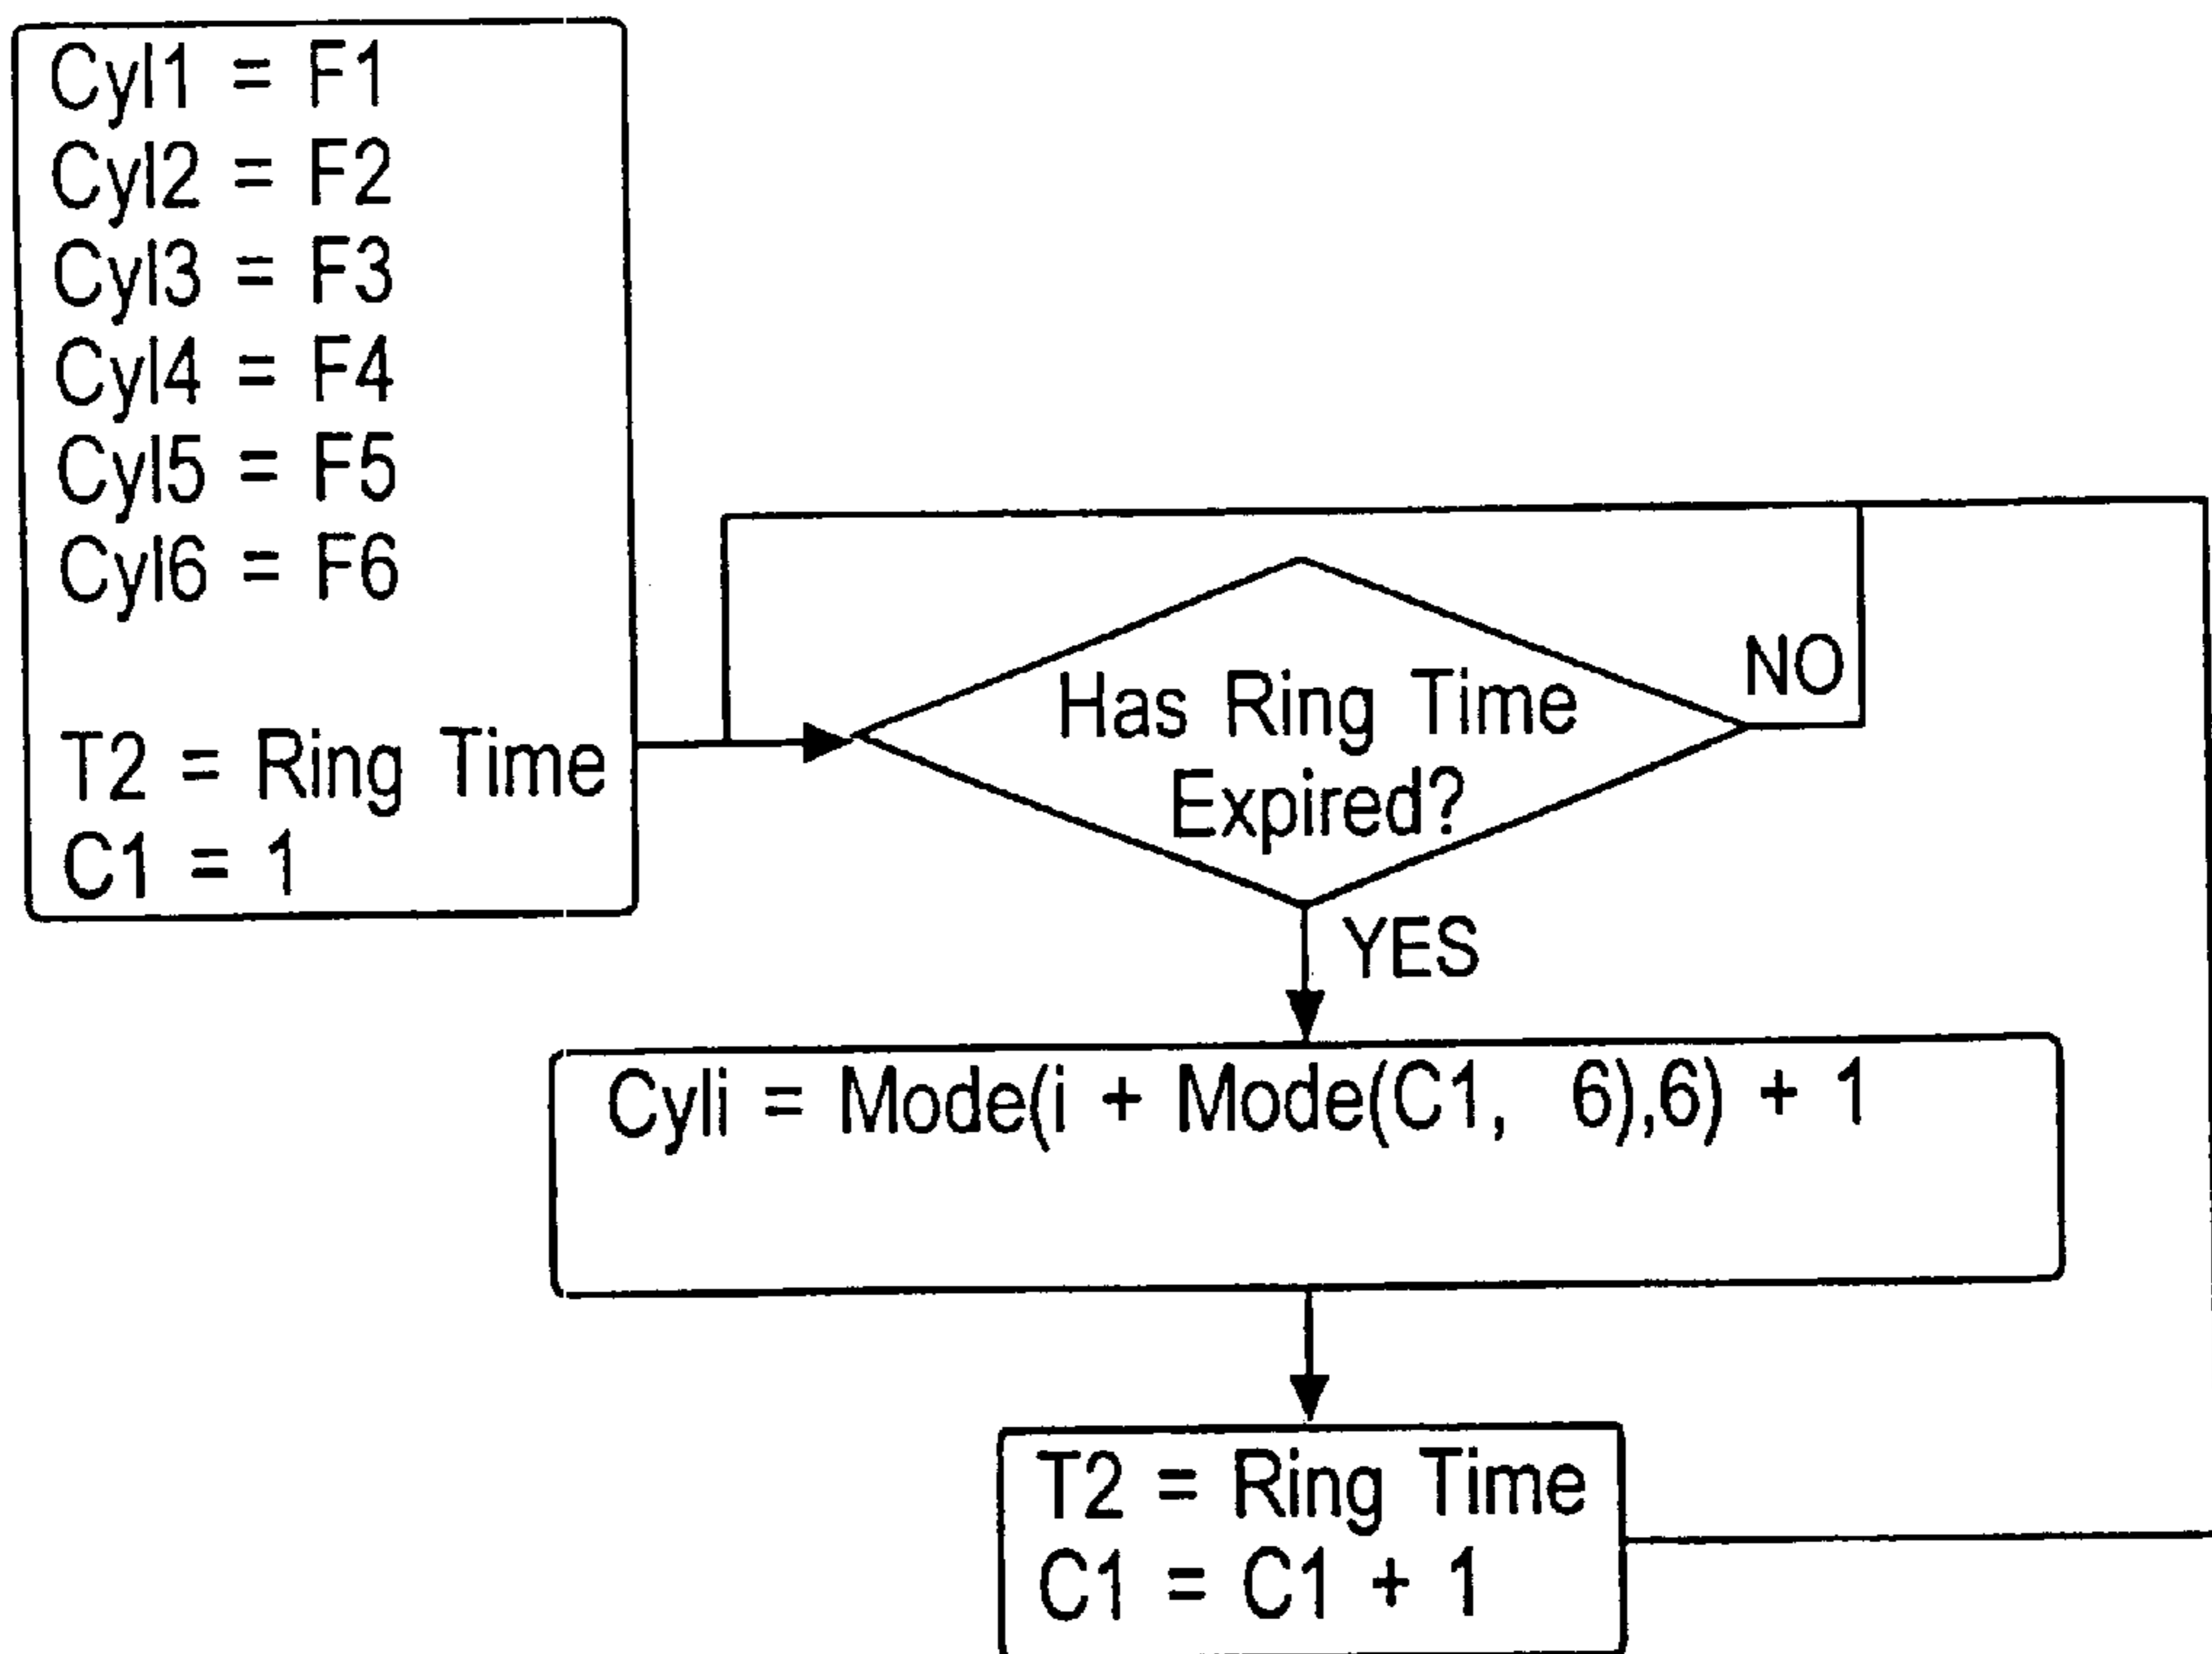 Cyl1 = F1
Cyl2 = F2
Cyl3 = F3
Cyl4 = F4
Cyl5 = F5
Cyl6 = F6
T2 = Ring Time
C1 = 1
Has Ring Time
Expired?
NO
YES
Cyli = Mode(i + Mode(C1, 6),6) + 1
T2 = Ring Time
C1 = C1 + 1